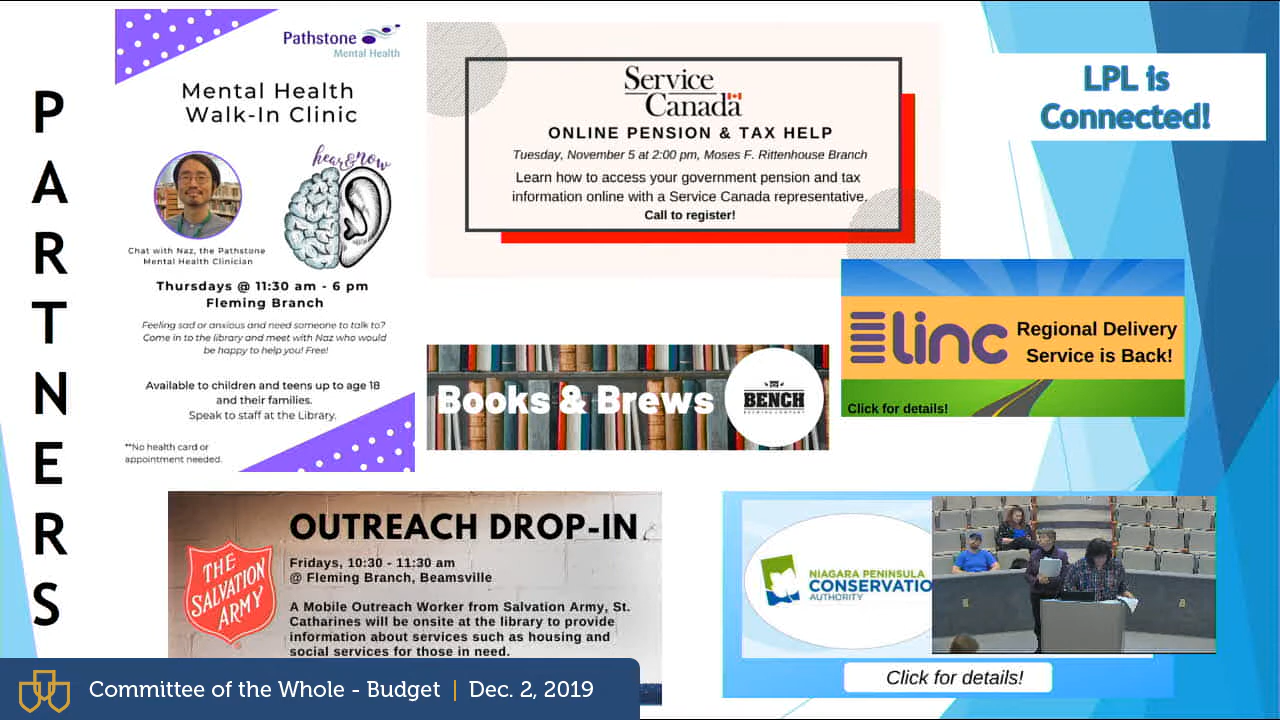 PARTNERS
Pathstone
Mental Health
Mental Health
Walk-In Clinic
hear&now
Chat with Naz, the Pathstone
Mental Health Clinician
Thursdays @ 11:30 am - 6 pm
Fleming Branch
Feeling sad or anxious and need someone to talk to?
Come in to the library and meet with Naz who would
be happy to help you! Free!
Available to children and teens up to age 18
and their families.
Speak to staff at the Library.
**No health card or
appointment needed.
Service
Canada
ONLINE PENSION & TAX HELP
Tuesday, November 5 at 2:00 pm, Moses F. Rittenhouse Branch
Learn how to access your government pension and tax
information online with a Service Canada representative.
Call to register!
LPL is
Connected!
linc
Regional Delivery
Service is Back!
Click for details!
Books & Brews
BENCH
BREWING COMPANY
THE
SALVATION
ARMY
OUTREACH DROP-IN
Fridays, 10:30 - 11:30 am
@ Fleming Branch, Beamsville
A Mobile Outreach Worker from Salvation Army, St.
Catharines will be onsite at the library to provide
information about services such as housing and
social services for those in need.
NIAGARA PENINSULA
CONSERVATIO
AUTHORITY
Click for details!
Committee of the Whole - Budget | Dec. 2, 2019